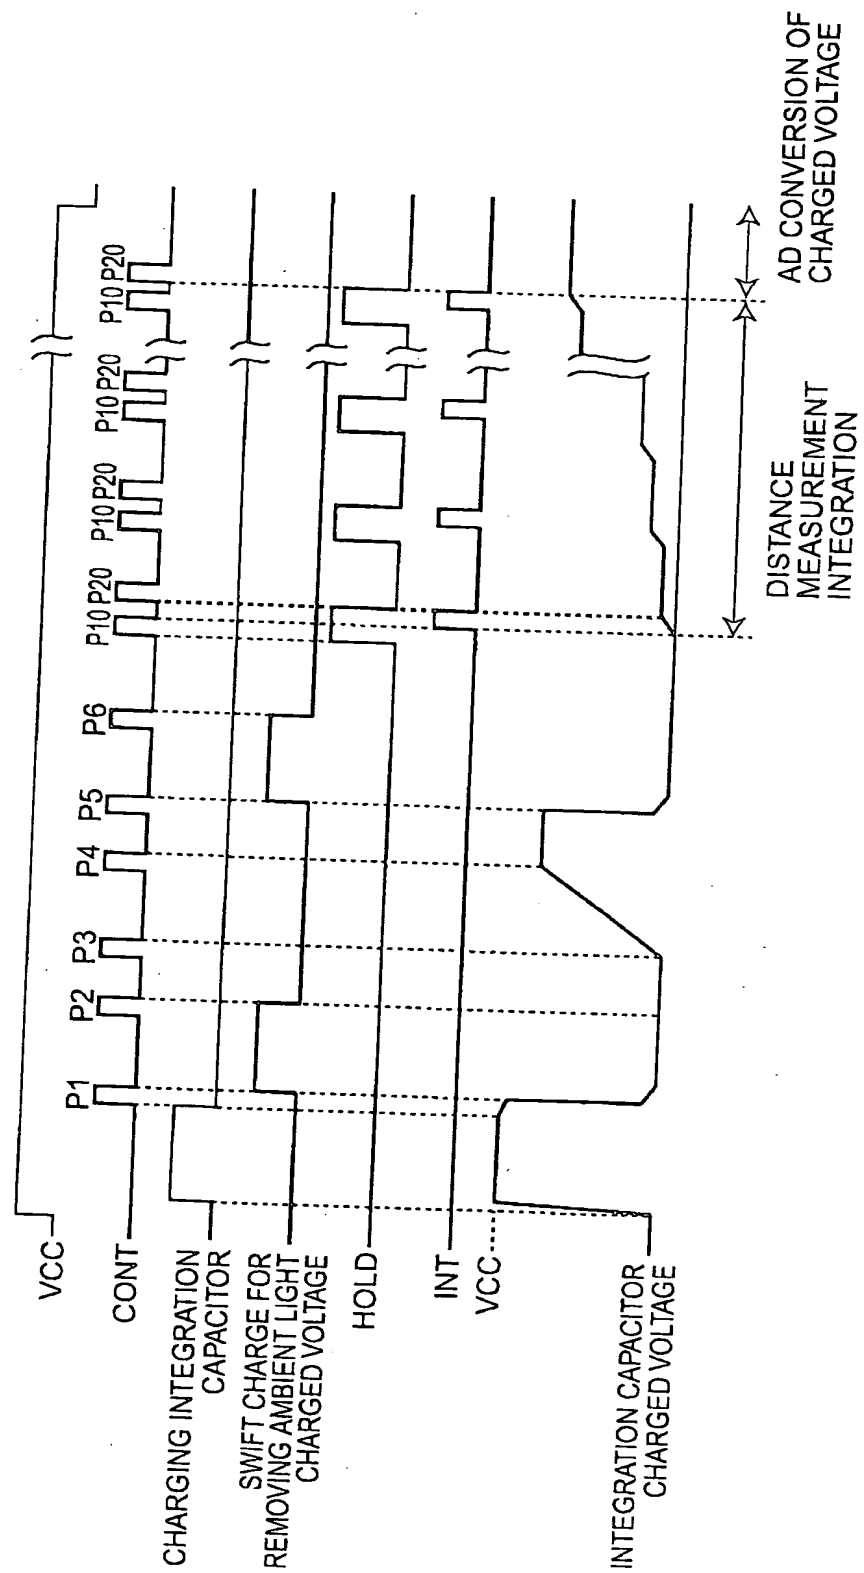 VCC
CONT
P1
P2
P3
P4
P5
P6
P10 P20
P10 P20
P10 P20
P10 P20
CHARGING INTEGRATION
CAPACITOR
SWIFT CHARGE FOR
REMOVING AMBIENT LIGHT
CHARGED VOLTAGE
HOLD
INT
VCC
INTEGRATION CAPACITOR
CHARGED VOLTAGE
DISTANCE
MEASUREMENT
INTEGRATION
AD CONVERSION OF
CHARGED VOLTAGE